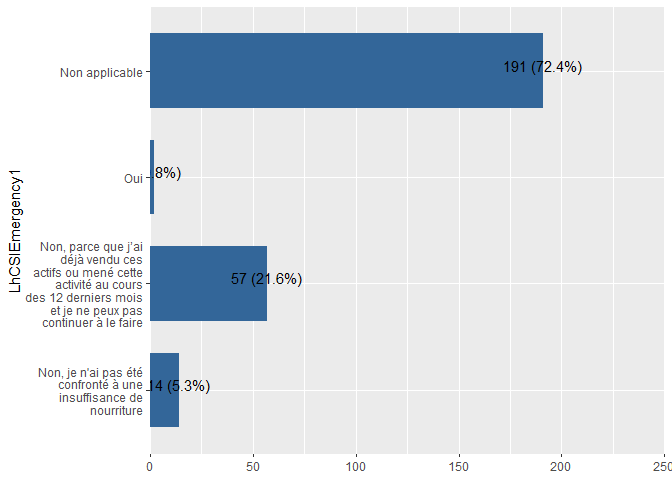 LhCSIEmergency1
Non applicable
191 (72.4%)
Oui
8%)
Non, parce que j'ai
déjà vendu ces
actifs ou mené cette
activité au cours
des 12 derniers mois
et je ne peux pas
continuer à le faire
57 (21.6%)
Non, je n'ai pas été
confronté à une
insuffisance de
nourriture
14 (5.3%)
0 50 100 150 200 250